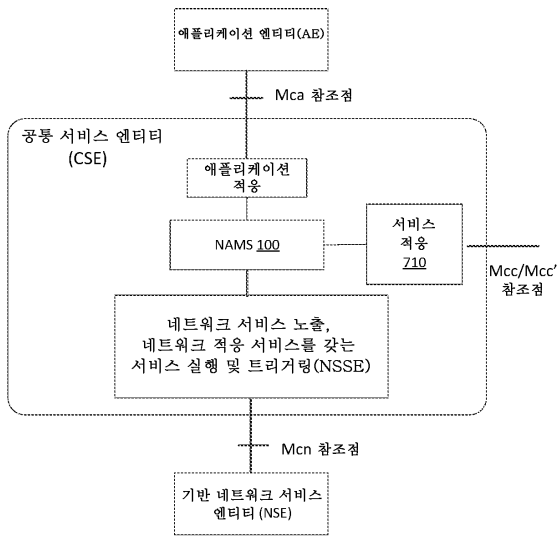 애플리케이션 엔티티(AE)
Mca 참조점
공통 서비스 엔티티
(CSE)
애플리케이션
적응
NAMS 100
서비스
적응
710
Mcc/Mcc'
참조점
네트워크 서비스 노출,
네트워크 적응 서비스를 갖는
서비스 실행 및 트리거링(NSSE)
Mcn 참조점
기반 네트워크 서비스
엔티티 (NSE)